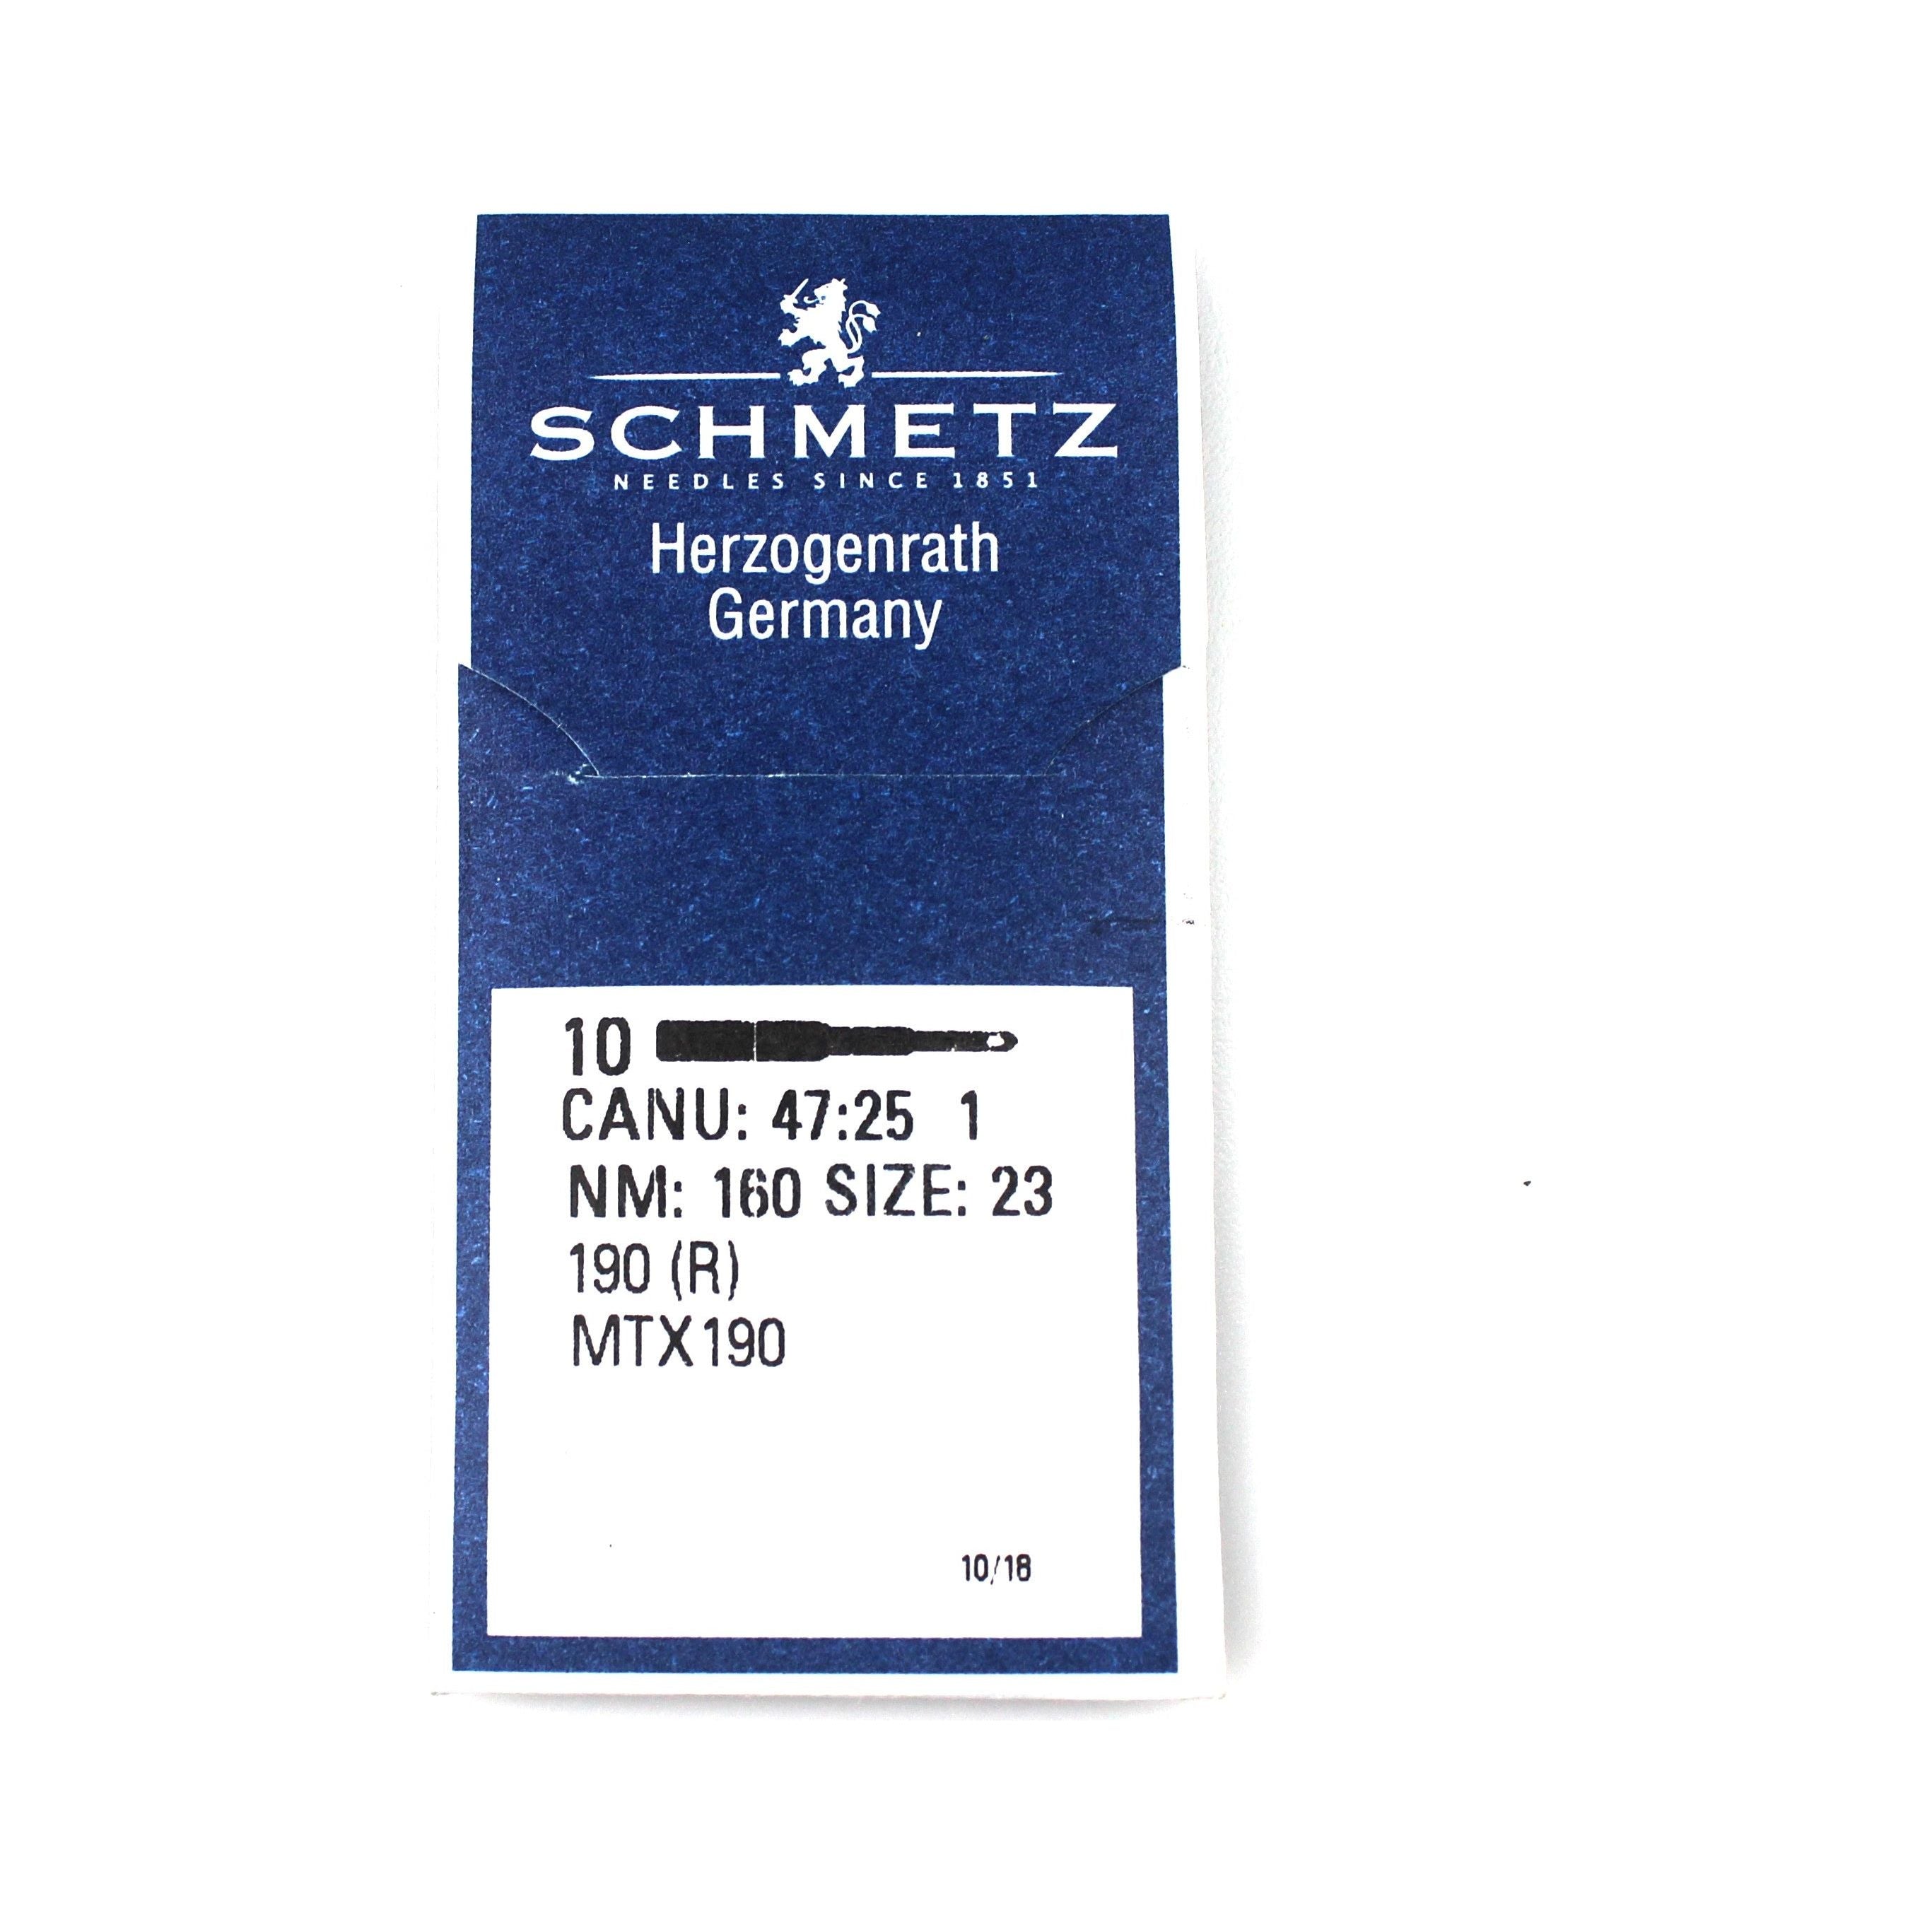 SCHMETZ
NEEDLES SINCE 1851
Herzogenrath
Germany
10
CANU: 47:25 1
NM: 160 SIZE: 23
190 (R)
MTX190
10/18